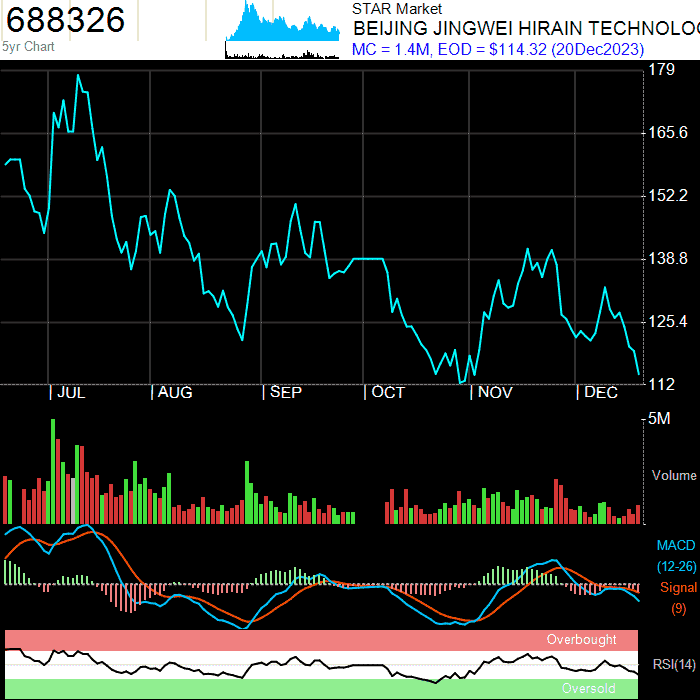 688326
5yr Chart
STAR Market
BEIJING JINGWEI HIRAIN TECHNOLO
MC = 1.4M, EOD = $114.32 (20Dec2023)
179
165.6
152.2
138.8
125.4
112
| JUL | AUG | SEP | OCT | NOV | DEC
5M
Volume
MACD
(12-26)
Signal
(9)
Overbought
RSI(14)
Oversold